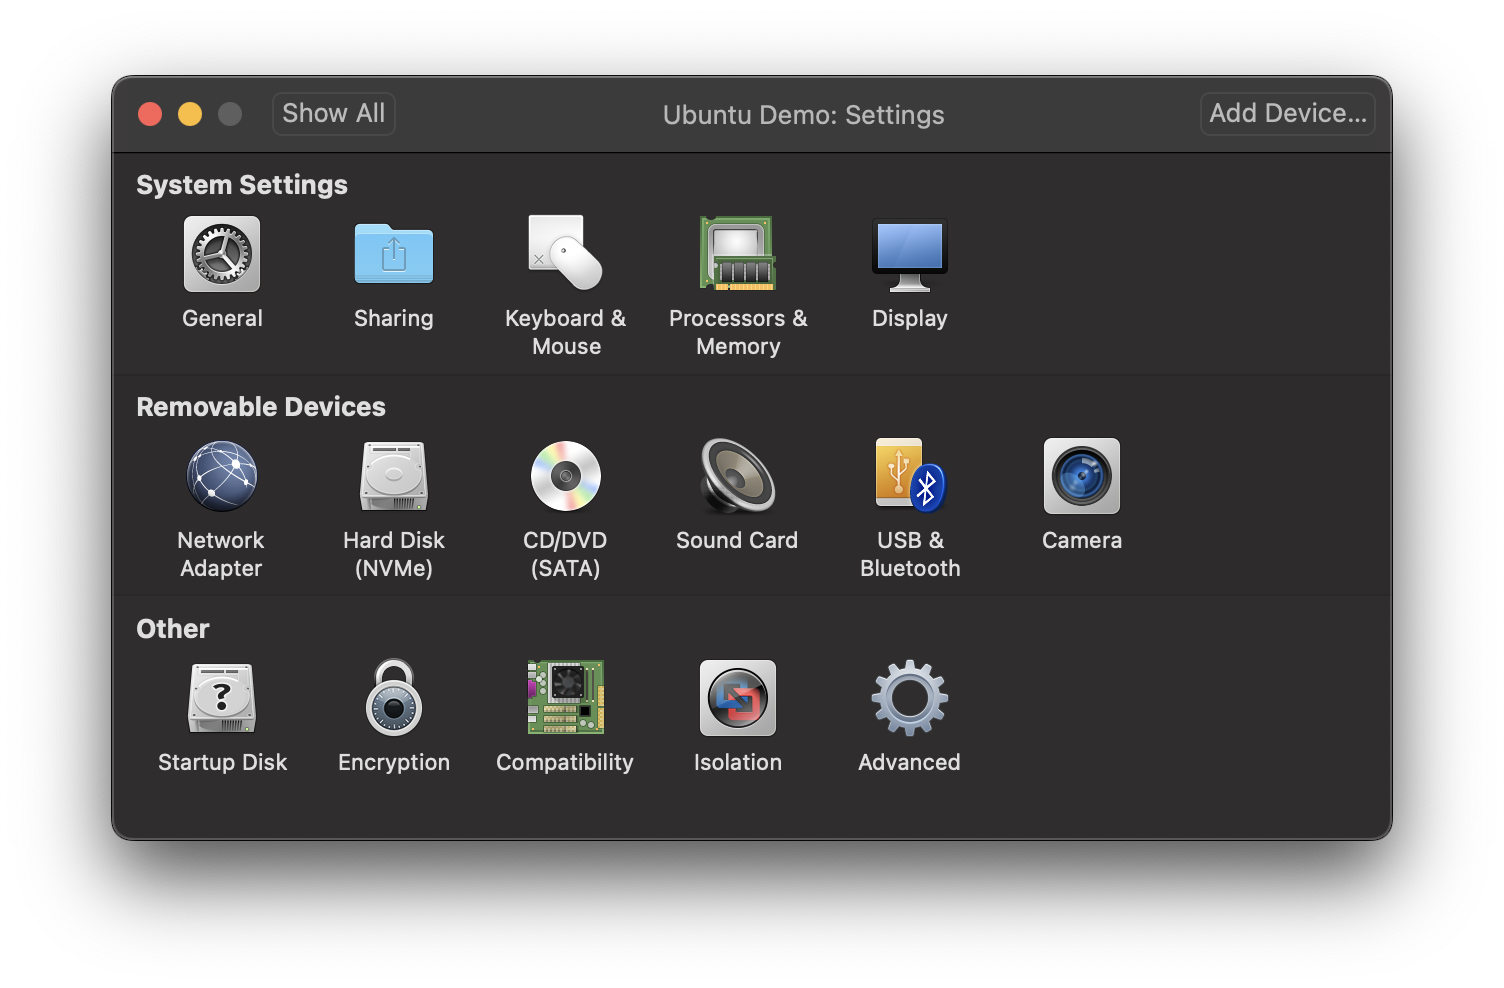 Show All
Ubuntu Demo: Settings
Add Device...
System Settings
General
Sharing
Keyboard &
Mouse
Processors &
Memory
Display
Removable Devices
Network
Adapter
Hard Disk
(NVMe)
CD/DVD
(SATA)
Sound Card
USB &
Bluetooth
Camera
Other
?
Startup Disk
Encryption
Compatibility
Isolation
Advanced